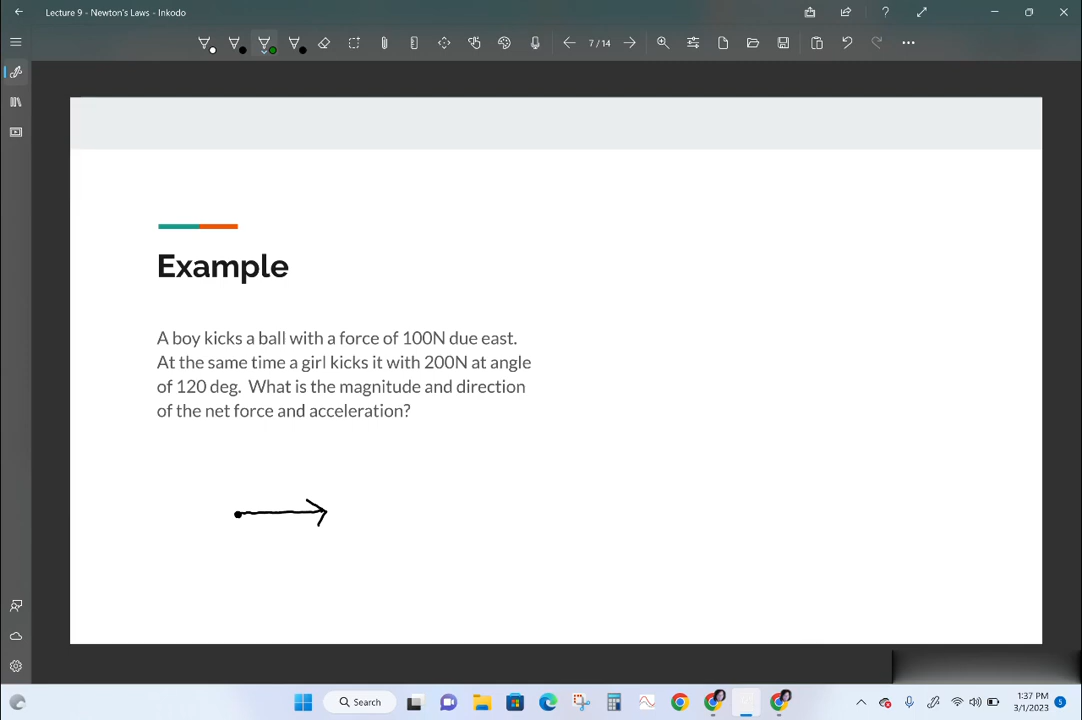 Lecture 9 - Newton's Laws - Inkodo
7 / 14
Example
A boy kicks a ball with a force of 100N due east.
At the same time a girl kicks it with 200N at angle
of 120 deg. What is the magnitude and direction
of the net force and acceleration?
Search
1:37 PM
3/1/2023
5